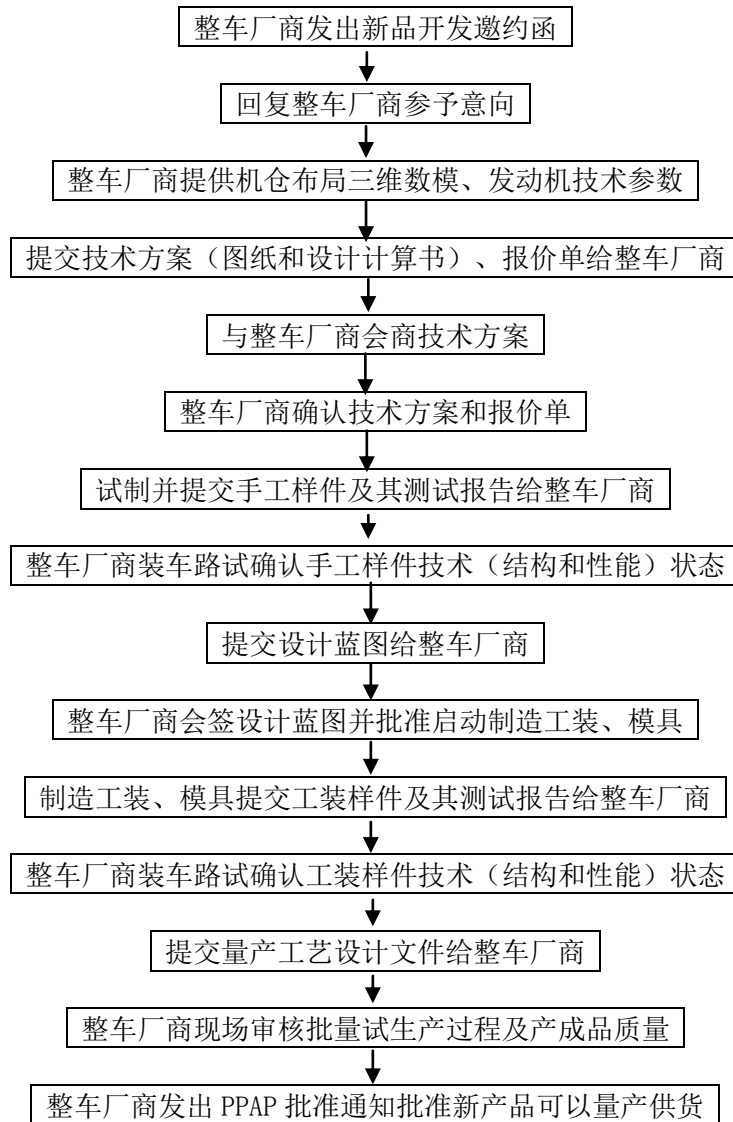 整车厂商发出新品开发邀约函
回复整车厂商参予意向
整车厂商提供机仓布局三维数模、发动机技术参数
提交技术方案（图纸和设计计算书）、报价单给整车厂商
与整车厂商会商技术方案
整车厂商确认技术方案和报价单
试制并提交手工样件及其测试报告给整车厂商
整车厂商装车路试确认手工样件技术（结构和性能）状态
提交设计蓝图给整车厂商
整车厂商会签设计蓝图并批准启动制造工装、模具
制造工装、模具提交工装样件及其测试报告给整车厂商
整车厂商装车路试确认工装样件技术（结构和性能）状态
提交量产工艺设计文件给整车厂商
整车厂商现场审核批量试生产过程及产成品质量
整车厂商发出 PPAP 批准通知批准新产品可以量产供货